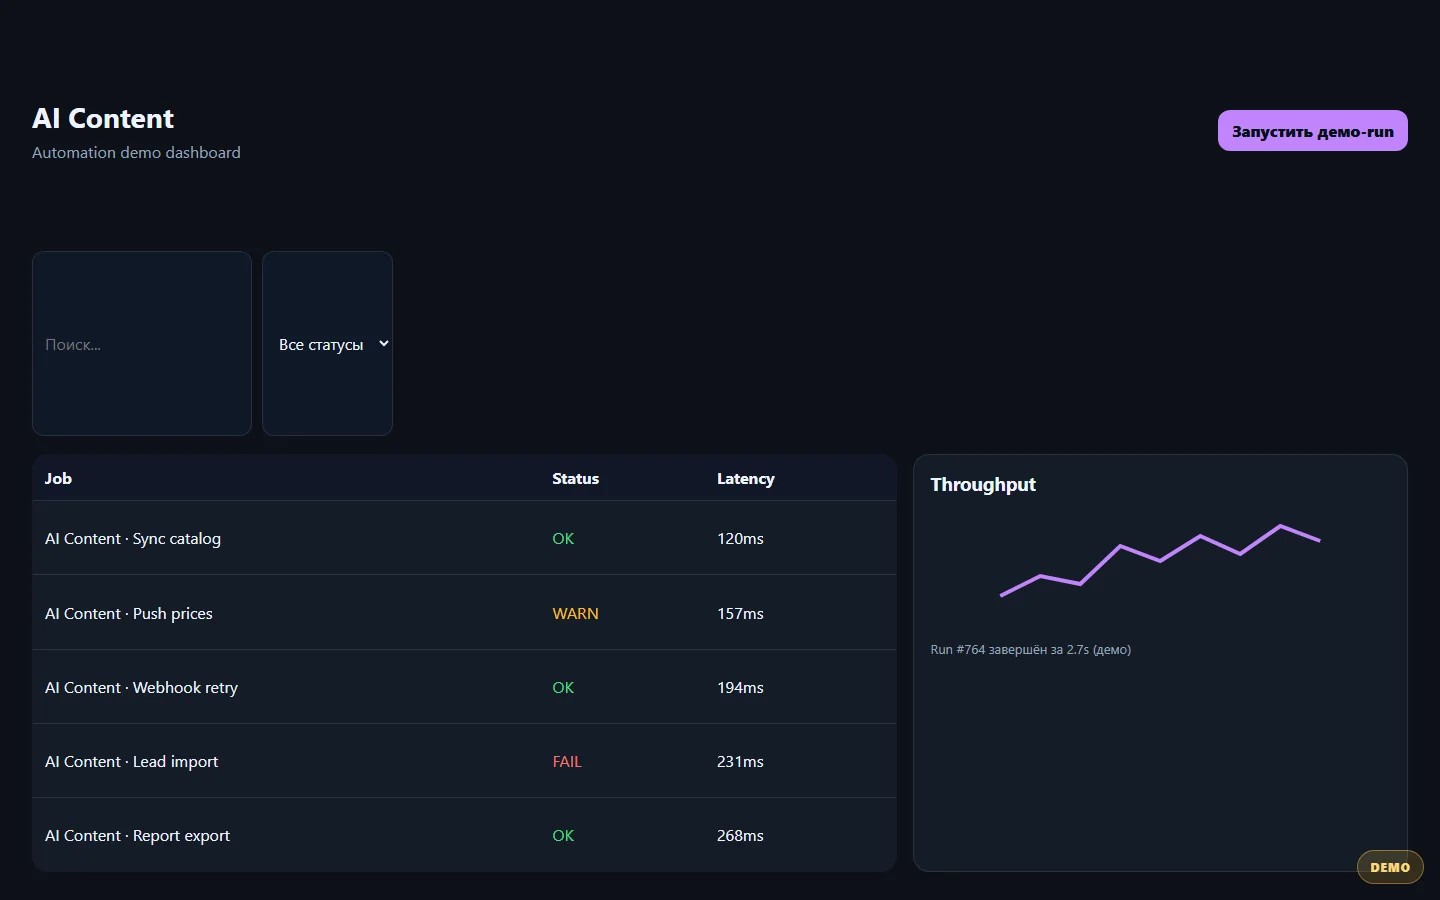 AI Content
Automation demo dashboard
Запустить демо-run
Поиск...
Все статусы
Job Status Latency
AI Content · Sync catalog OK 120ms
AI Content · Push prices WARN 157ms
AI Content · Webhook retry OK 194ms
AI Content · Lead import FAIL 231ms
AI Content · Report export OK 268ms
Throughput
Run #764 завершён за 2.7s (демо)
DEMO